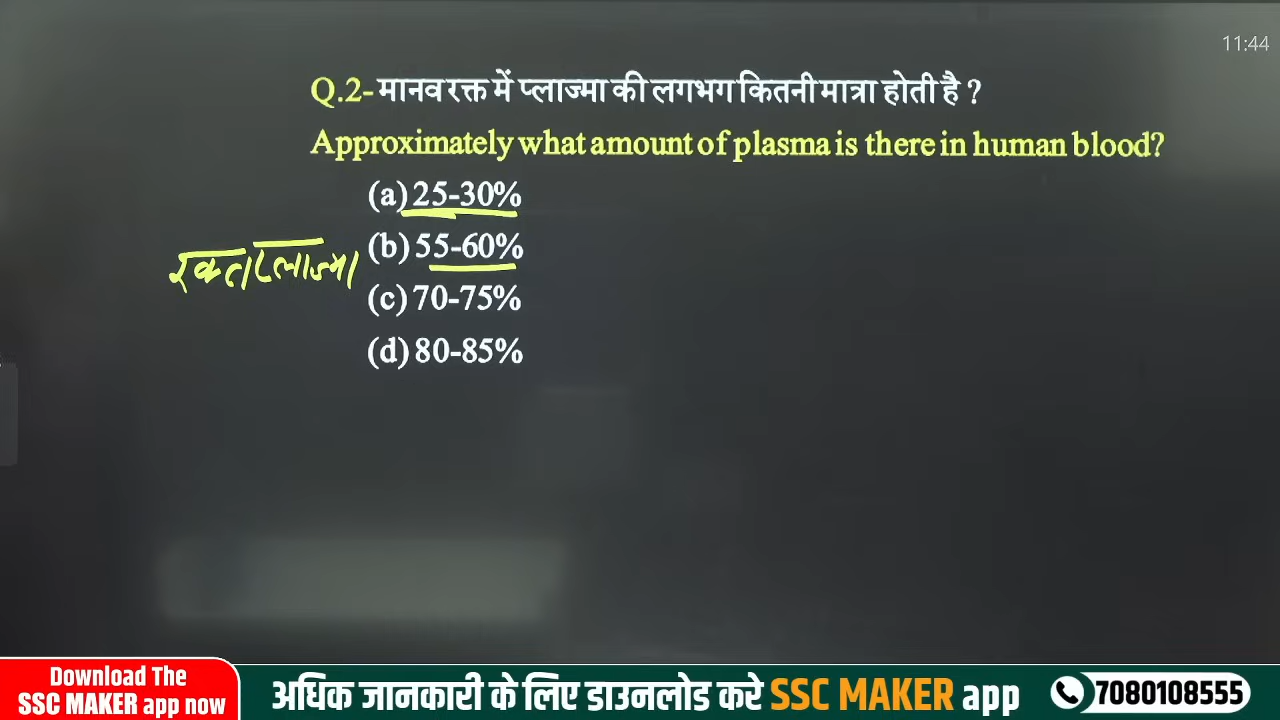 11:44
Q.2- मानव रक्त में प्लाज्मा की लगभग कितनी मात्रा होती है ?
Approximately what amount of plasma is there in human blood?
(a) 25-30%
(b) 55-60%
(c) 70-75%
(d) 80-85%
Download The
SSC MAKER app now
अधिक जानकारी के लिए डाउनलोड करे SSC MAKER app
7080108555